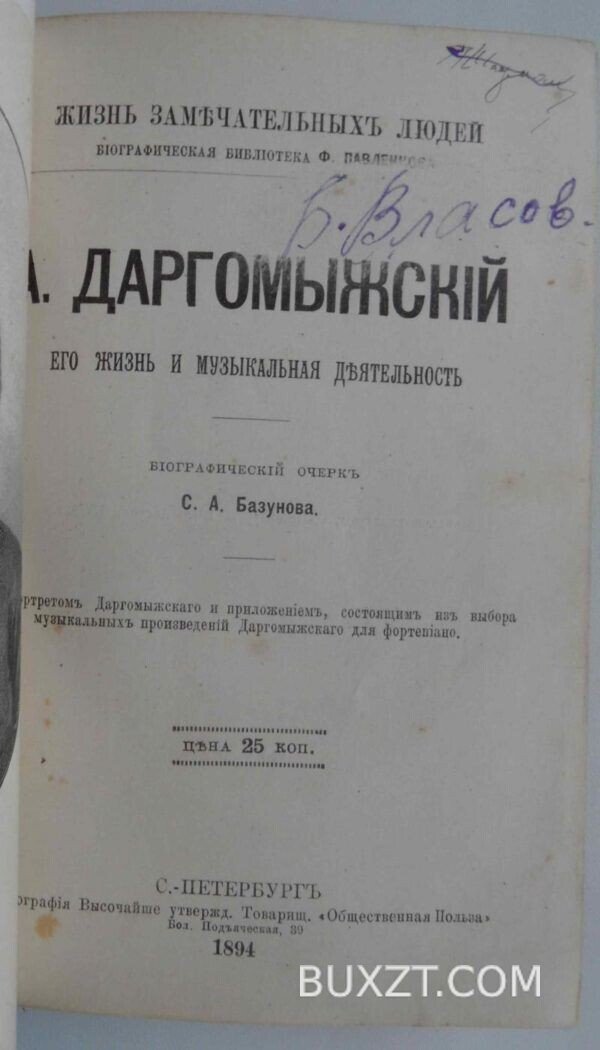 ЖИЗНЬ ЗАМѢЧАТЕЛЬНЫХЪ ЛЮДЕЙ
БІОГРАФИЧЕСКАЯ БИБЛІОТЕКА Ф. ПАВЛЕНКОВА
Б. Власов.
А. ДАРГОМЫЖСКІЙ
ЕГО ЖИЗНЬ И МУЗЫКАЛЬНАЯ ДѢЯТЕЛЬНОСТЬ
БІОГРАФИЧЕСКІЙ ОЧЕРКЪ
С. А. Базунова.
ортретомъ Даргомыжскаго и приложеніемъ, состоящимъ изъ выбора
музыкальныхъ произведеній Даргомыжскаго для фортепіано.
ЦѢНА 25 КОП.
С.-ПЕТЕРБУРГЪ
ографія Высочайше утвержд. Товарищ. «Общественная Польза»
Бол. Подъяческая, 39
1894
BUXZT.COM